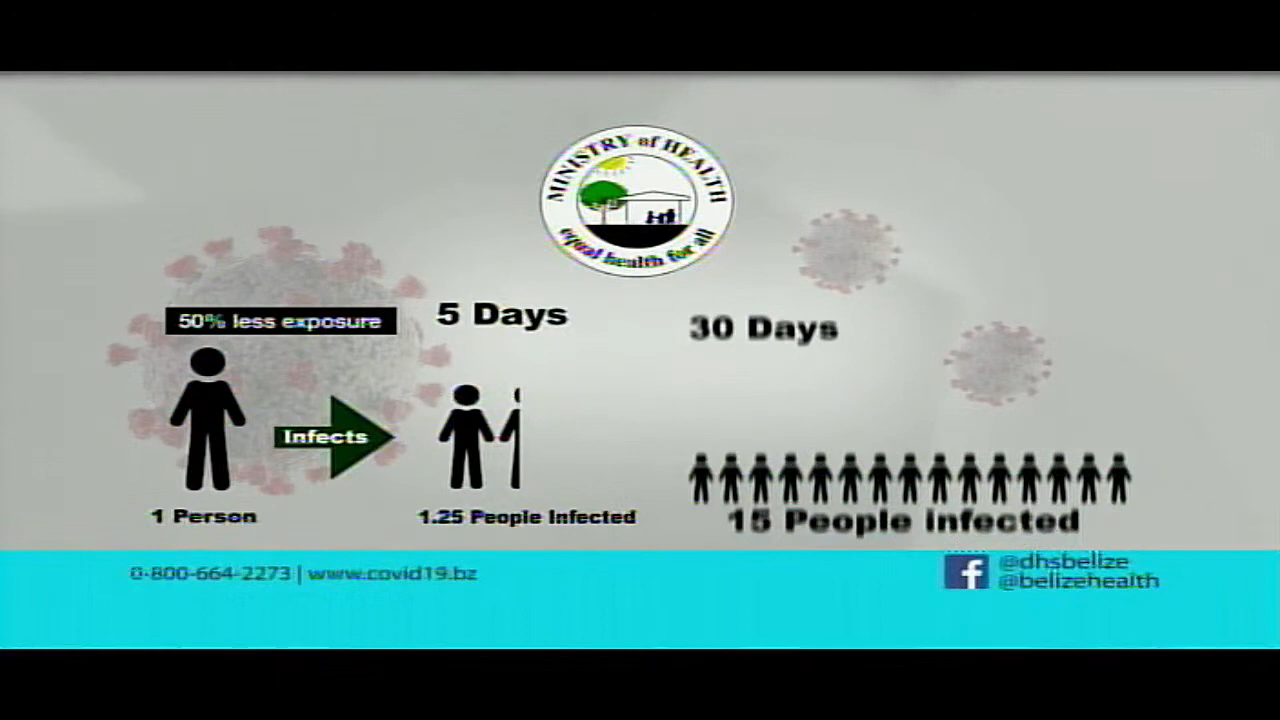 MINISTRY of HEALTH
equal health for all
50% less exposure
5 Days
30 Days
Infects
1 Person
1.25 People Infected
15 People infected
0-800-664-2273 | www.covid19.bz
f
@dhsbelize
@belizehealth